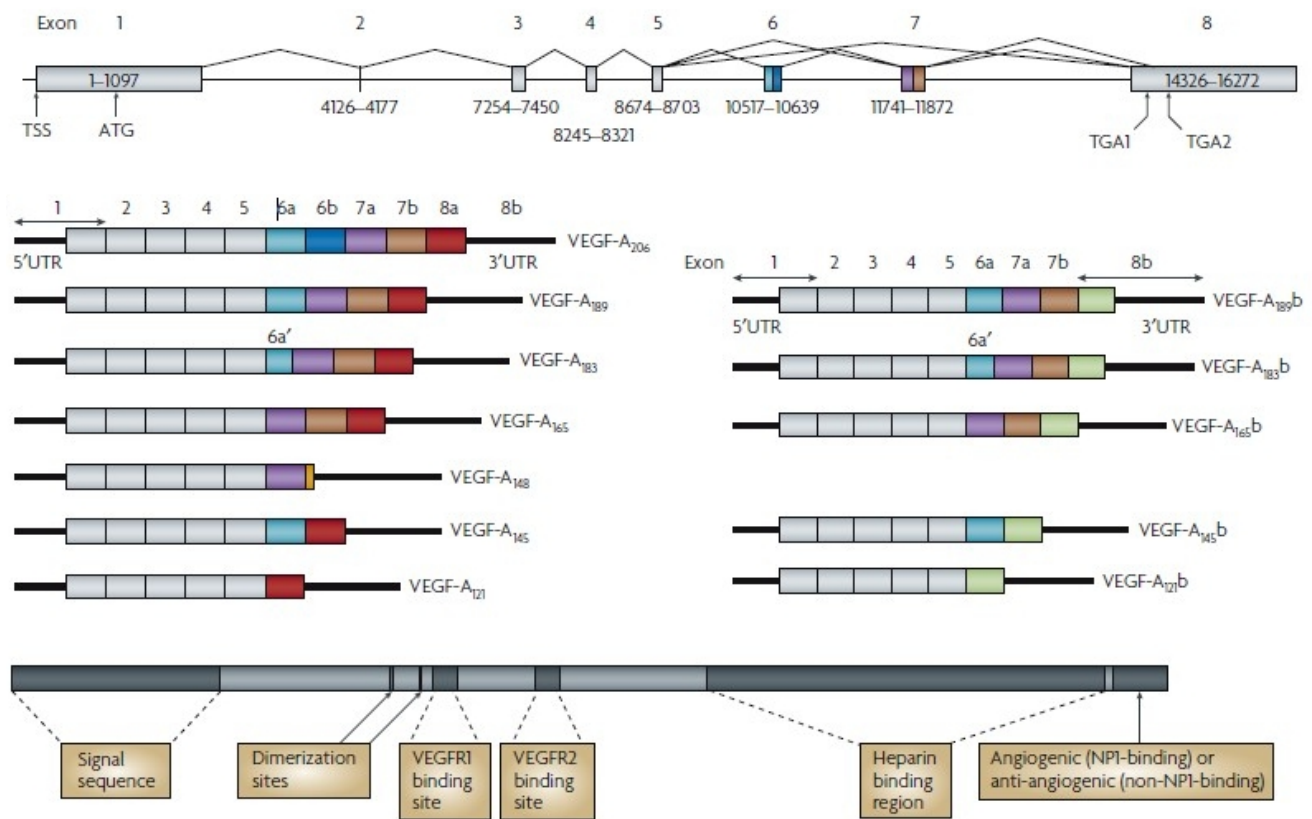 Exon 1 2 3 4 5 6 7 8
1–1097
14326–16272
4126–4177
7254–7450
8674–8703
10517–10639
11741–11872
8245–8321
TSS
ATG
TGA1
TGA2
1 2 3 4 5 6a 6b 7a 7b 8a 8b
VEGF-A206
5′UTR
3′UTR
VEGF-A189
6a′
VEGF-A183
VEGF-A165
VEGF-A148
VEGF-A145
VEGF-A121
Exon 1 2 3 4 5 6a 7a 7b 8b
VEGF-A189b
5′UTR
3′UTR
6a′
VEGF-A183b
VEGF-A165b
VEGF-A145b
VEGF-A121b
Signal
sequence
Dimerization
sites
VEGFR1
binding
site
VEGFR2
binding
site
Heparin
binding
region
Angiogenic (NP1-binding) or
anti-angiogenic (non-NP1-binding)